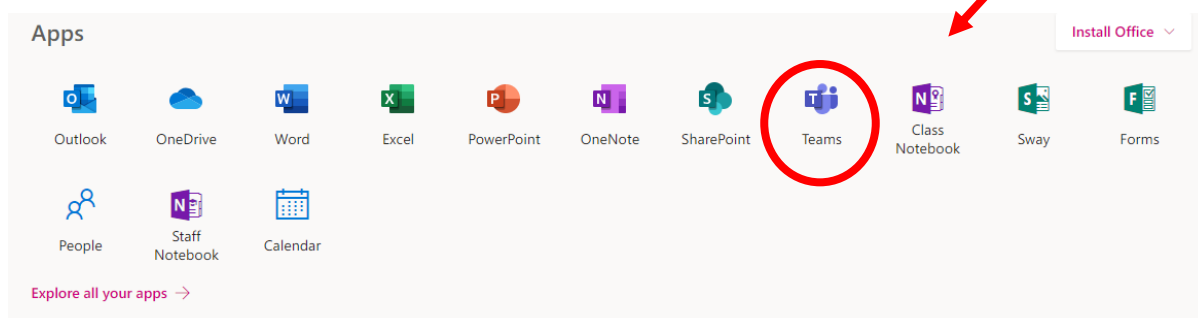 Apps
Install Office
Outlook OneDrive Word Excel PowerPoint OneNote SharePoint Teams Class Notebook Sway Forms
People Staff Notebook Calendar
Explore all your apps →